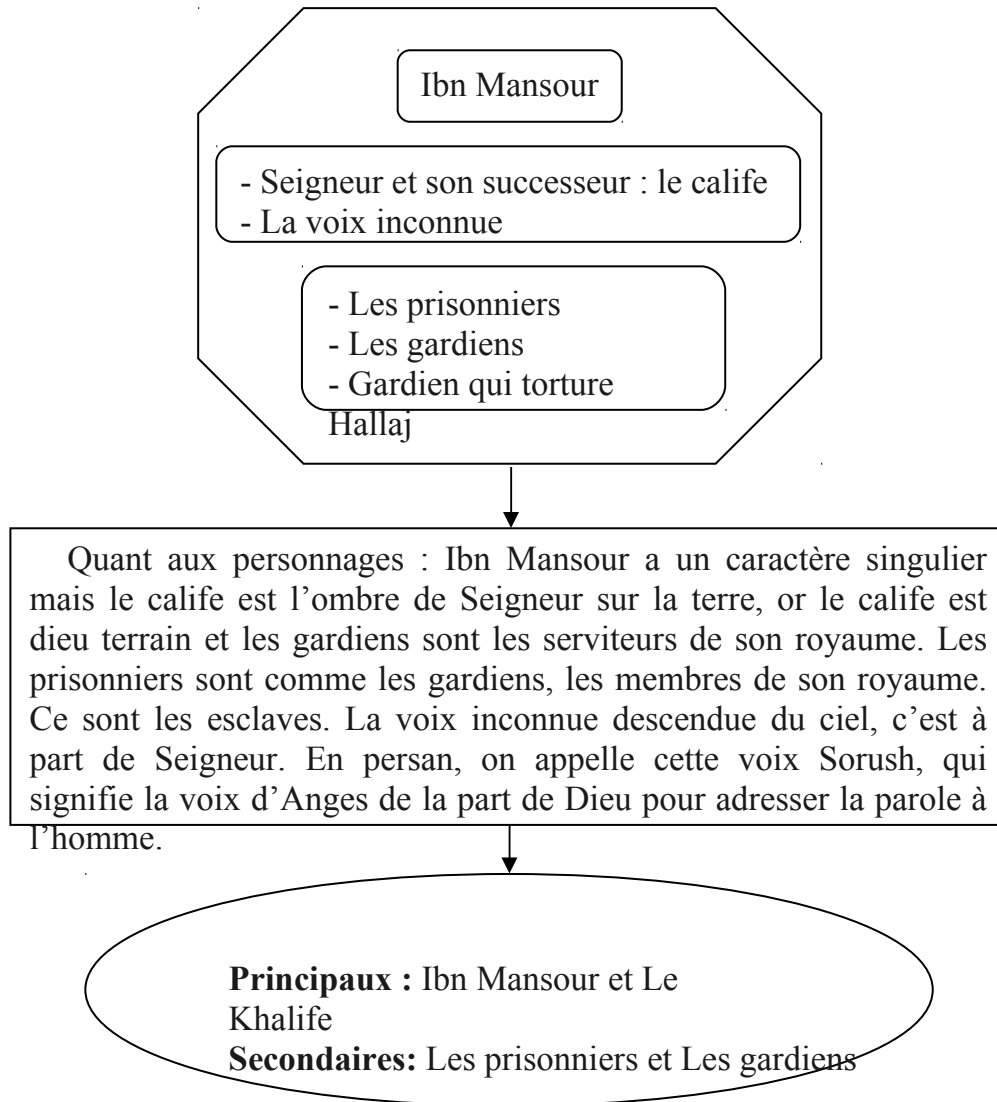 Ibn Mansour
- Seigneur et son successeur : le calife
- La voix inconnue
- Les prisonniers
- Les gardiens
- Gardien qui torture
Hallaj
Quant aux personnages : Ibn Mansour a un caractère singulier
mais le calife est l’ombre de Seigneur sur la terre, or le calife est
dieu terrain et les gardiens sont les serviteurs de son royaume. Les
prisonniers sont comme les gardiens, les membres de son royaume.
Ce sont les esclaves. La voix inconnue descendue du ciel, c’est à
part de Seigneur. En persan, on appelle cette voix Sorush, qui
signifie la voix d’Anges de la part de Dieu pour adresser la parole à
l’homme.
Principaux : Ibn Mansour et Le
Khalife
Secondaires: Les prisonniers et Les gardiens